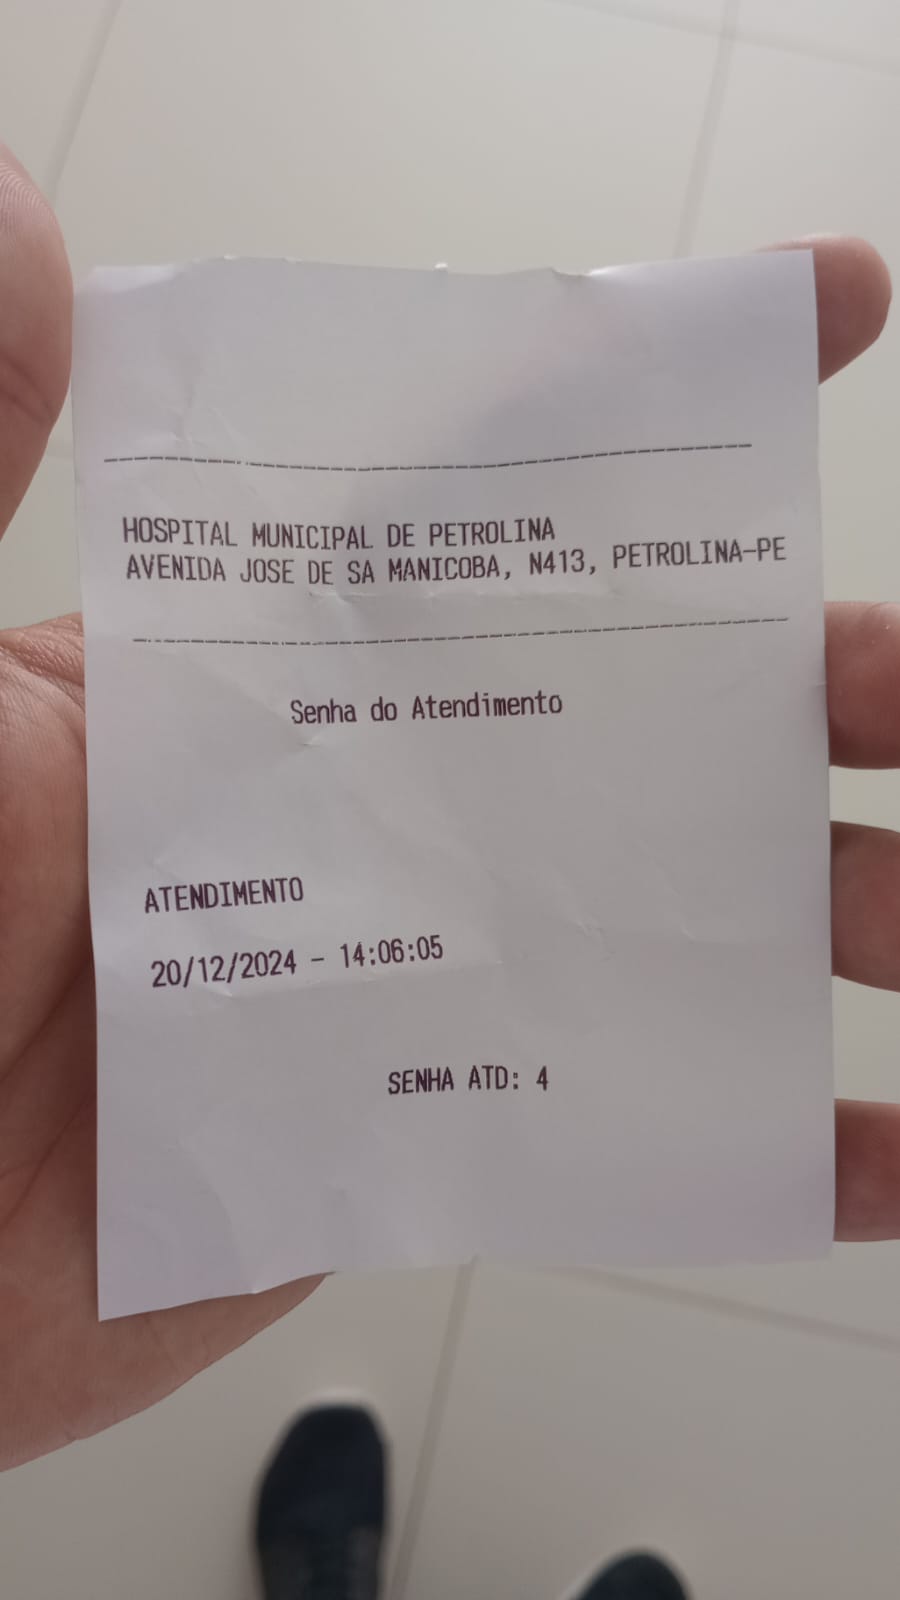 HOSPITAL MUNICIPAL DE PETROLINA
AVENIDA JOSE DE SA MANICOBA, N413, PETROLINA-PE
Senha do Atendimento
ATENDIMENTO
20/12/2024 - 14:06:05
SENHA ATD: 4